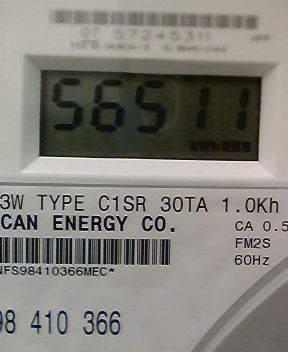 07 57245311
56511
kWh
3W TYPE C1SR 30TA 1.0Kh
CAN ENERGY CO.
CA 0.5
FM2S
60Hz
NFS98410366MEC*
98 410 366